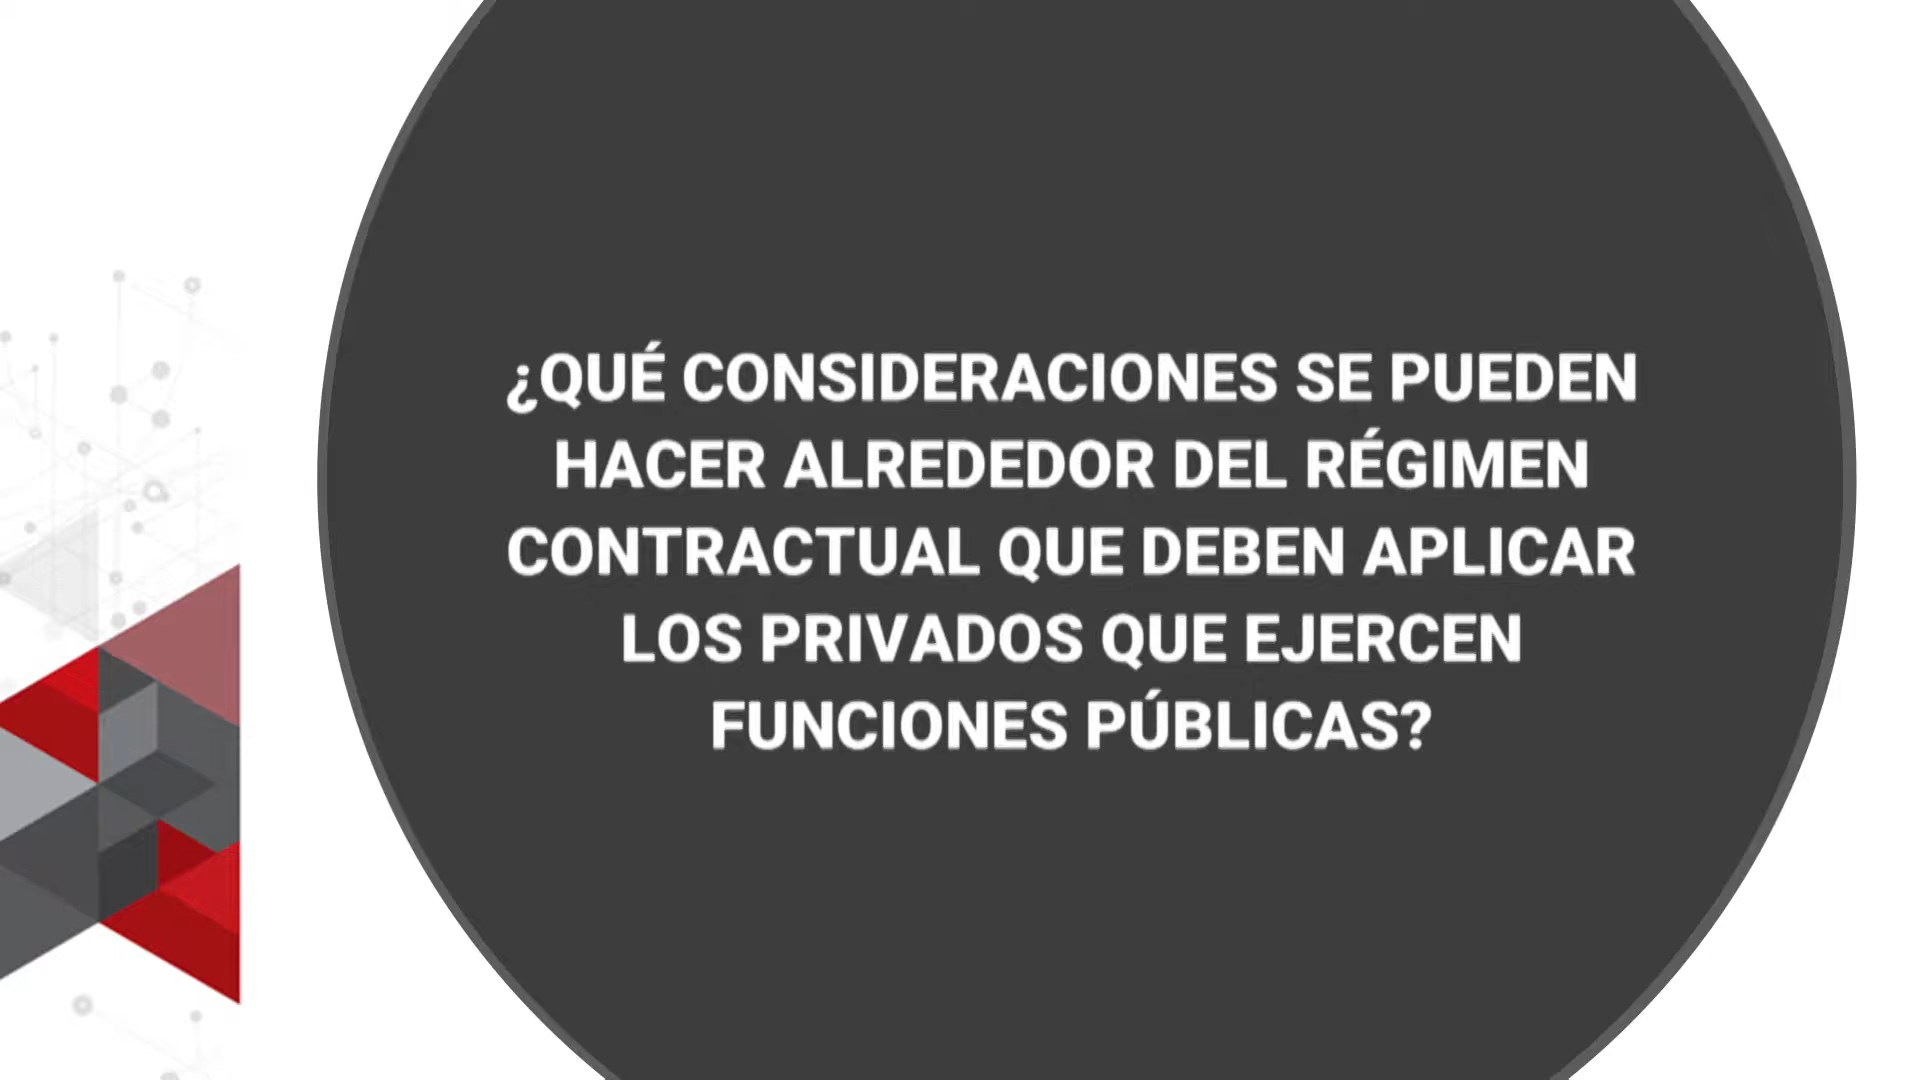 ¿QUÉ CONSIDERACIONES SE PUEDEN
HACER ALREDEDOR DEL RÉGIMEN
CONTRACTUAL QUE DEBEN APLICAR
LOS PRIVADOS QUE EJERCEN
FUNCIONES PÚBLICAS?